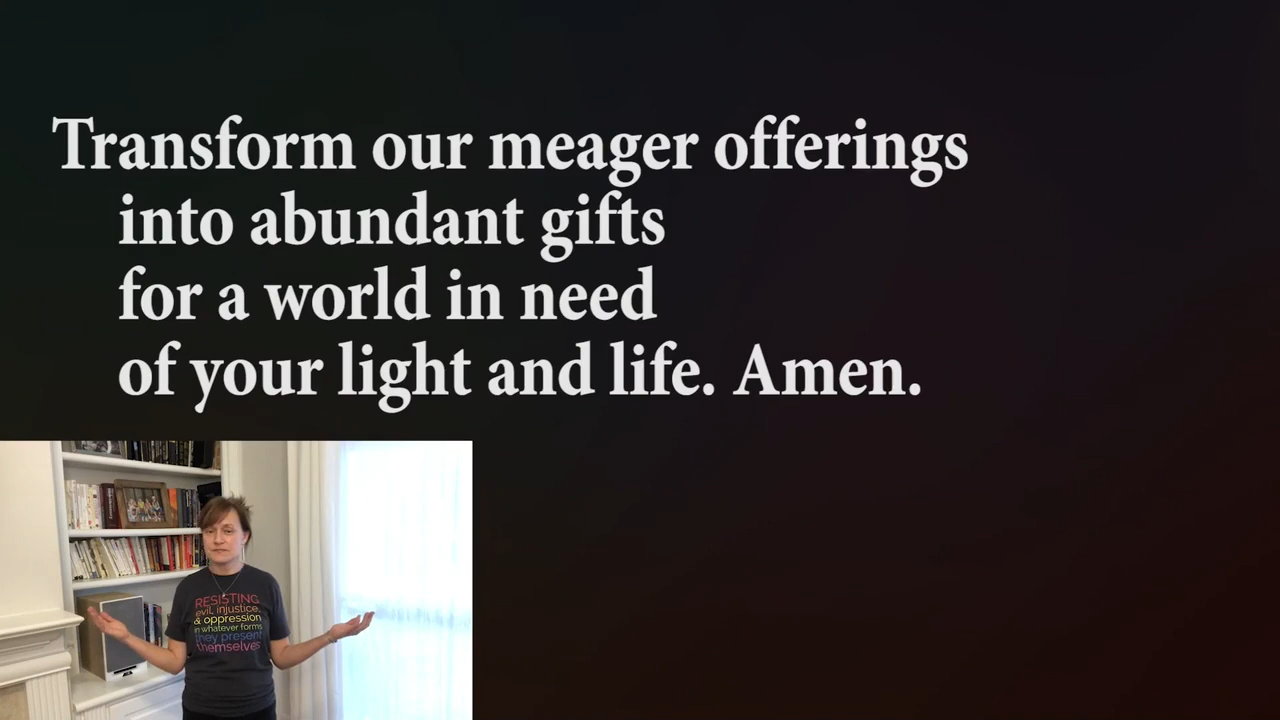 Transform our meager offerings
into abundant gifts
for a world in need
of your light and life. Amen.
RESISTING
evil, injustice,
& oppression
in whatever forms
they present
themselves